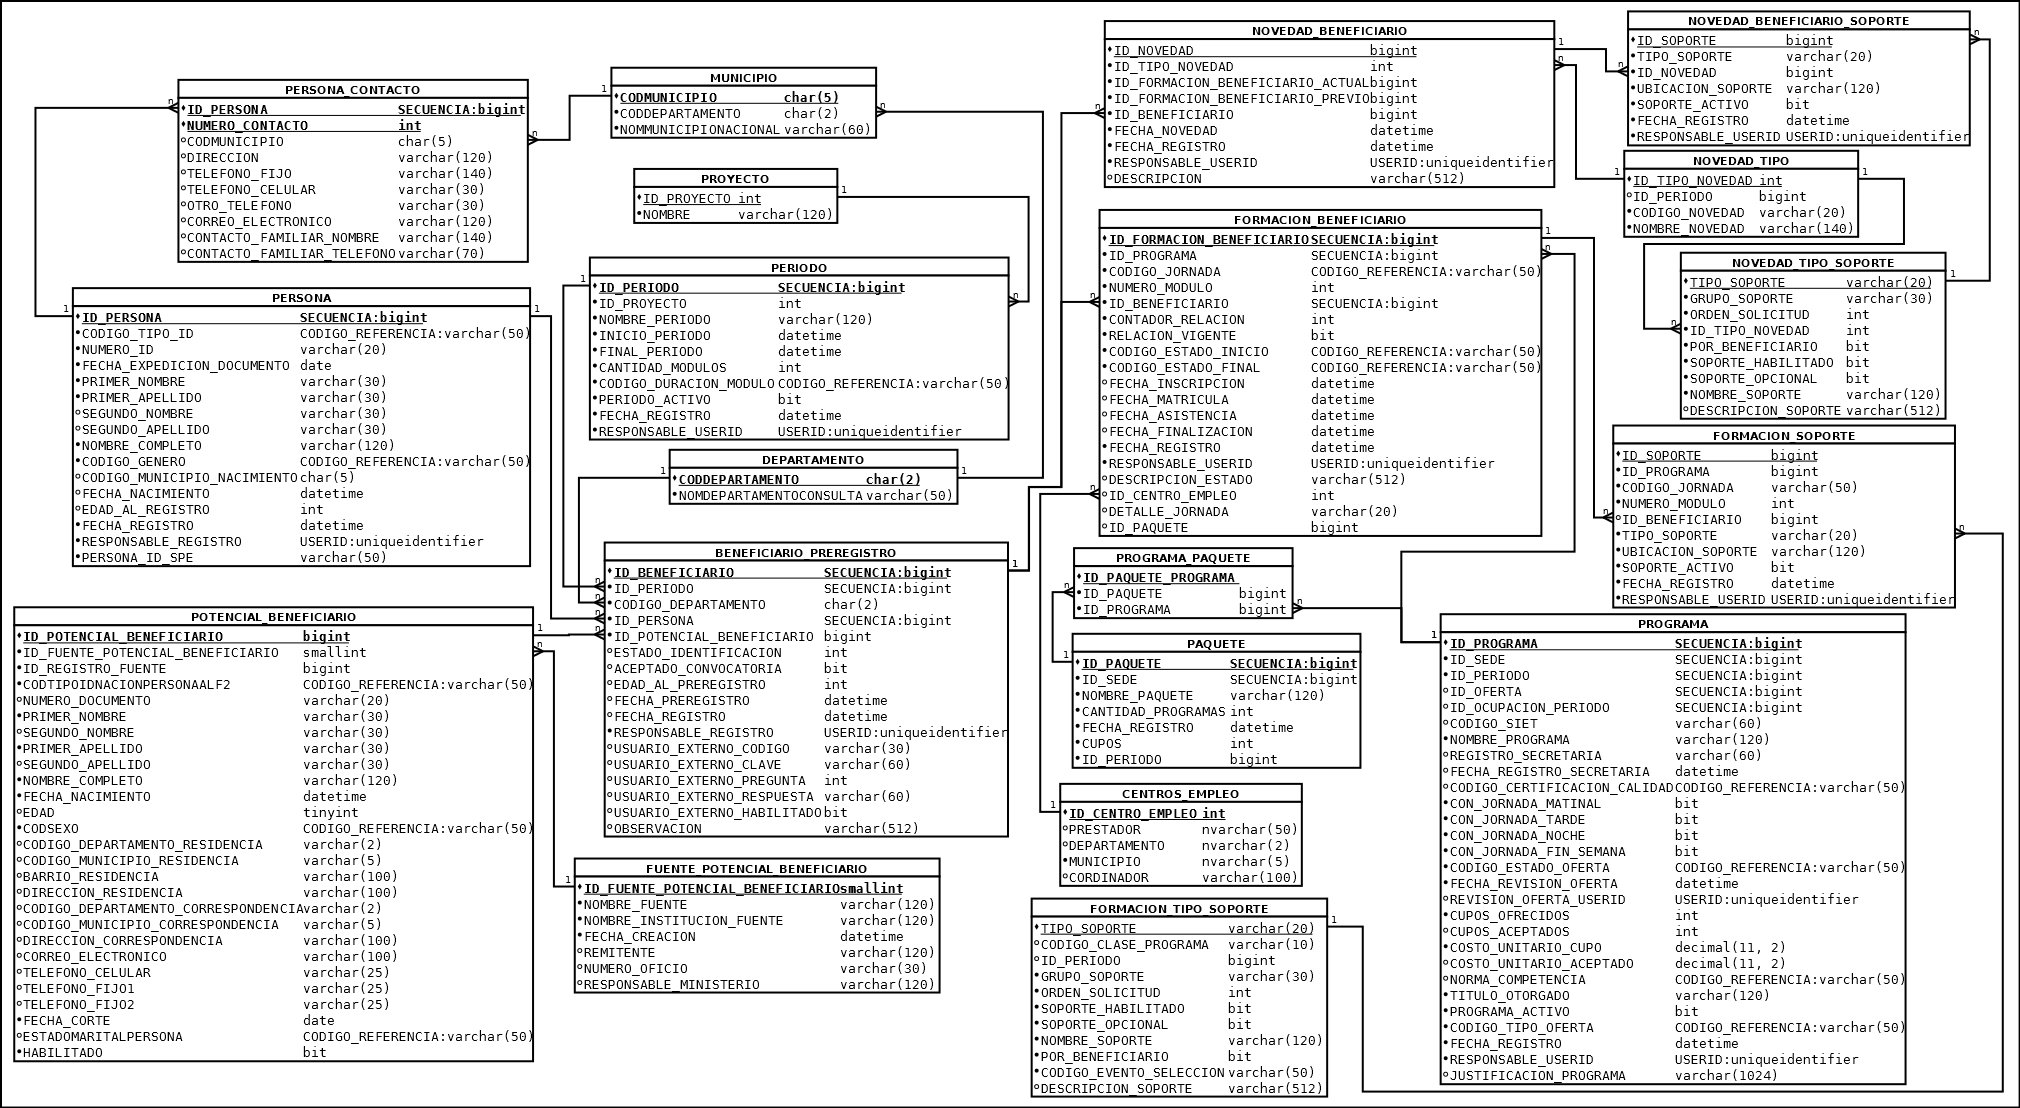 PERSONA_CONTACTO
ID_PERSONA SECUENCIA:bigint
NUMERO_CONTACTO int
CODMUNICIPIO char(5)
DIRECCION varchar(120)
TELEFONO_FIJO varchar(140)
TELEFONO_CELULAR varchar(30)
OTRO_TELEFONO varchar(30)
CORREO_ELECTRONICO varchar(120)
CONTACTO_FAMILIAR_NOMBRE varchar(140)
CONTACTO_FAMILIAR_TELEFONO varchar(70)
MUNICIPIO
CODMUNICIPIO char(5)
CODDEPARTAMENTO char(2)
NOMMUNICIPIONACIONAL varchar(60)
PROYECTO
ID_PROYECTO int
NOMBRE varchar(120)
PERIODO
ID_PERIODO SECUENCIA:bigint
ID_PROYECTO int
NOMBRE_PERIODO varchar(120)
INICIO_PERIODO datetime
FINAL_PERIODO datetime
CANTIDAD_MODULOS int
CODIGO_DURACION_MODULO CODIGO_REFERENCIA:varchar(50)
PERIODO_ACTIVO bit
FECHA_REGISTRO datetime
RESPONSABLE_USERID USERID:uniqueidentifier
PERSONA
ID_PERSONA SECUENCIA:bigint
CODIGO_TIPO_ID CODIGO_REFERENCIA:varchar(50)
NUMERO_ID varchar(20)
FECHA_EXPEDICION_DOCUMENTO date
PRIMER_NOMBRE varchar(30)
PRIMER_APELLIDO varchar(30)
SEGUNDO_NOMBRE varchar(30)
SEGUNDO_APELLIDO varchar(30)
NOMBRE_COMPLETO varchar(120)
CODIGO_GENERO CODIGO_REFERENCIA:varchar(50)
CODIGO_MUNICIPIO_NACIMIENTO char(5)
FECHA_NACIMIENTO datetime
EDAD_AL_REGISTRO int
FECHA_REGISTRO datetime
RESPONSABLE_REGISTRO USERID:uniqueidentifier
PERSONA_ID_SPE varchar(50)
DEPARTAMENTO
CODDEPARTAMENTO char(2)
NOMDEPARTAMENTOCONSULTA varchar(50)
BENEFICIARIO_PREREGISTRO
ID_BENEFICIARIO SECUENCIA:bigint
ID_PERIODO SECUENCIA:bigint
CODIGO_DEPARTAMENTO char(2)
ID_PERSONA SECUENCIA:bigint
ID_POTENCIAL_BENEFICIARIO bigint
ESTADO_IDENTIFICACION int
ACEPTADO_CONVOCATORIA bit
EDAD_AL_PREREGISTRO int
FECHA_PREREGISTRO datetime
FECHA_REGISTRO datetime
RESPONSABLE_REGISTRO USERID:uniqueidentifier
USUARIO_EXTERNO_CODIGO varchar(30)
USUARIO_EXTERNO_CLAVE varchar(60)
USUARIO_EXTERNO_PREGUNTA int
USUARIO_EXTERNO_RESPUESTA varchar(60)
USUARIO_EXTERNO_HABILITADO bit
OBSERVACION varchar(512)
POTENCIAL_BENEFICIARIO
ID_POTENCIAL_BENEFICIARIO bigint
ID_FUENTE_POTENCIAL_BENEFICIARIO smallint
ID_REGISTRO_FUENTE bigint
CODTIPOIDNACIONPERSONAALF2 CODIGO_REFERENCIA:varchar(50)
NUMERO_DOCUMENTO varchar(20)
PRIMER_NOMBRE varchar(30)
SEGUNDO_NOMBRE varchar(30)
PRIMER_APELLIDO varchar(30)
SEGUNDO_APELLIDO varchar(30)
NOMBRE_COMPLETO varchar(120)
FECHA_NACIMIENTO datetime
EDAD tinyint
CODSEXO CODIGO_REFERENCIA:varchar(50)
CODIGO_DEPARTAMENTO_RESIDENCIA varchar(2)
CODIGO_MUNICIPIO_RESIDENCIA varchar(5)
BARRIO_RESIDENCIA varchar(100)
DIRECCION_RESIDENCIA varchar(100)
CODIGO_DEPARTAMENTO_CORRESPONDENCIA varchar(2)
CODIGO_MUNICIPIO_CORRESPONDENCIA varchar(5)
DIRECCION_CORRESPONDENCIA varchar(100)
CORREO_ELECTRONICO varchar(100)
TELEFONO_CELULAR varchar(25)
TELEFONO_FIJO1 varchar(25)
TELEFONO_FIJO2 varchar(25)
FECHA_CORTE date
ESTADOMARITALPERSONA CODIGO_REFERENCIA:varchar(50)
HABILITADO bit
FUENTE_POTENCIAL_BENEFICIARIO
ID_FUENTE_POTENCIAL_BENEFICIARIO smallint
NOMBRE_FUENTE varchar(120)
NOMBRE_INSTITUCION_FUENTE varchar(120)
FECHA_CREACION datetime
REMITENTE varchar(120)
NUMERO_OFICIO varchar(30)
RESPONSABLE_MINISTERIO varchar(120)
NOVEDAD_BENEFICIARIO
ID_NOVEDAD bigint
ID_TIPO_NOVEDAD int
ID_FORMACION_BENEFICIARIO_ACTUAL bigint
ID_FORMACION_BENEFICIARIO_PREVIO bigint
ID_BENEFICIARIO bigint
FECHA_NOVEDAD datetime
FECHA_REGISTRO datetime
RESPONSABLE_USERID USERID:uniqueidentifier
DESCRIPCION varchar(512)
FORMACION_BENEFICIARIO
ID_FORMACION_BENEFICIARIO SECUENCIA:bigint
ID_PROGRAMA SECUENCIA:bigint
CODIGO_JORNADA CODIGO_REFERENCIA:varchar(50)
NUMERO_MODULO int
ID_BENEFICIARIO SECUENCIA:bigint
CONTADOR_RELACION int
RELACION_VIGENTE bit
CODIGO_ESTADO_INICIO CODIGO_REFERENCIA:varchar(50)
CODIGO_ESTADO_FINAL CODIGO_REFERENCIA:varchar(50)
FECHA_INSCRIPCION datetime
FECHA_MATRICULA datetime
FECHA_ASISTENCIA datetime
FECHA_FINALIZACION datetime
FECHA_REGISTRO datetime
RESPONSABLE_USERID USERID:uniqueidentifier
DESCRIPCION_ESTADO varchar(512)
ID_CENTRO_EMPLEO int
DETALLE_JORNADA varchar(20)
ID_PAQUETE bigint
PROGRAMA_PAQUETE
ID_PAQUETE_PROGRAMA
ID_PAQUETE bigint
ID_PROGRAMA bigint
PAQUETE
ID_PAQUETE SECUENCIA:bigint
ID_SEDE SECUENCIA:bigint
NOMBRE_PAQUETE varchar(120)
CANTIDAD_PROGRAMAS int
FECHA_REGISTRO datetime
CUPOS int
ID_PERIODO bigint
CENTROS_EMPLEO
ID_CENTRO_EMPLEO int
PRESTADOR nvarchar(50)
DEPARTAMENTO nvarchar(2)
MUNICIPIO nvarchar(5)
CORDINADOR varchar(100)
FORMACION_TIPO_SOPORTE
TIPO_SOPORTE varchar(20)
CODIGO_CLASE_PROGRAMA varchar(10)
ID_PERIODO bigint
GRUPO_SOPORTE varchar(30)
ORDEN_SOLICITUD int
SOPORTE_HABILITADO bit
SOPORTE_OPCIONAL bit
NOMBRE_SOPORTE varchar(120)
POR_BENEFICIARIO bit
CODIGO_EVENTO_SELECCION varchar(50)
DESCRIPCION_SOPORTE varchar(512)
NOVEDAD_BENEFICIARIO_SOPORTE
ID_SOPORTE bigint
TIPO_SOPORTE varchar(20)
ID_NOVEDAD bigint
UBICACION_SOPORTE varchar(120)
SOPORTE_ACTIVO bit
FECHA_REGISTRO datetime
RESPONSABLE_USERID USERID:uniqueidentifier
NOVEDAD_TIPO
ID_TIPO_NOVEDAD int
ID_PERIODO bigint
CODIGO_NOVEDAD varchar(20)
NOMBRE_NOVEDAD varchar(140)
NOVEDAD_TIPO_SOPORTE
TIPO_SOPORTE varchar(20)
GRUPO_SOPORTE varchar(30)
ORDEN_SOLICITUD int
ID_TIPO_NOVEDAD int
POR_BENEFICIARIO bit
SOPORTE_HABILITADO bit
SOPORTE_OPCIONAL bit
NOMBRE_SOPORTE varchar(120)
DESCRIPCION_SOPORTE varchar(512)
FORMACION_SOPORTE
ID_SOPORTE bigint
ID_PROGRAMA bigint
CODIGO_JORNADA varchar(50)
NUMERO_MODULO int
ID_BENEFICIARIO bigint
TIPO_SOPORTE varchar(20)
UBICACION_SOPORTE varchar(120)
SOPORTE_ACTIVO bit
FECHA_REGISTRO datetime
RESPONSABLE_USERID USERID:uniqueidentifier
PROGRAMA
ID_PROGRAMA SECUENCIA:bigint
ID_SEDE SECUENCIA:bigint
ID_PERIODO SECUENCIA:bigint
ID_OFERTA SECUENCIA:bigint
ID_OCUPACION_PERIODO SECUENCIA:bigint
CODIGO_SIET varchar(60)
NOMBRE_PROGRAMA varchar(120)
REGISTRO_SECRETARIA varchar(60)
FECHA_REGISTRO_SECRETARIA datetime
CODIGO_CERTIFICACION_CALIDAD CODIGO_REFERENCIA:varchar(50)
CON_JORNADA_MATINAL bit
CON_JORNADA_TARDE bit
CON_JORNADA_NOCHE bit
CON_JORNADA_FIN_SEMANA bit
CODIGO_ESTADO_OFERTA CODIGO_REFERENCIA:varchar(50)
FECHA_REVISION_OFERTA datetime
REVISION_OFERTA_USERID USERID:uniqueidentifier
CUPOS_OFRECIDOS int
CUPOS_ACEPTADOS int
COSTO_UNITARIO_CUPO decimal(11, 2)
COSTO_UNITARIO_ACEPTADO decimal(11, 2)
NORMA_COMPETENCIA CODIGO_REFERENCIA:varchar(50)
TITULO_OTORGADO varchar(120)
PROGRAMA_ACTIVO bit
CODIGO_TIPO_OFERTA CODIGO_REFERENCIA:varchar(50)
FECHA_REGISTRO datetime
RESPONSABLE_USERID USERID:uniqueidentifier
JUSTIFICACION_PROGRAMA varchar(1024)